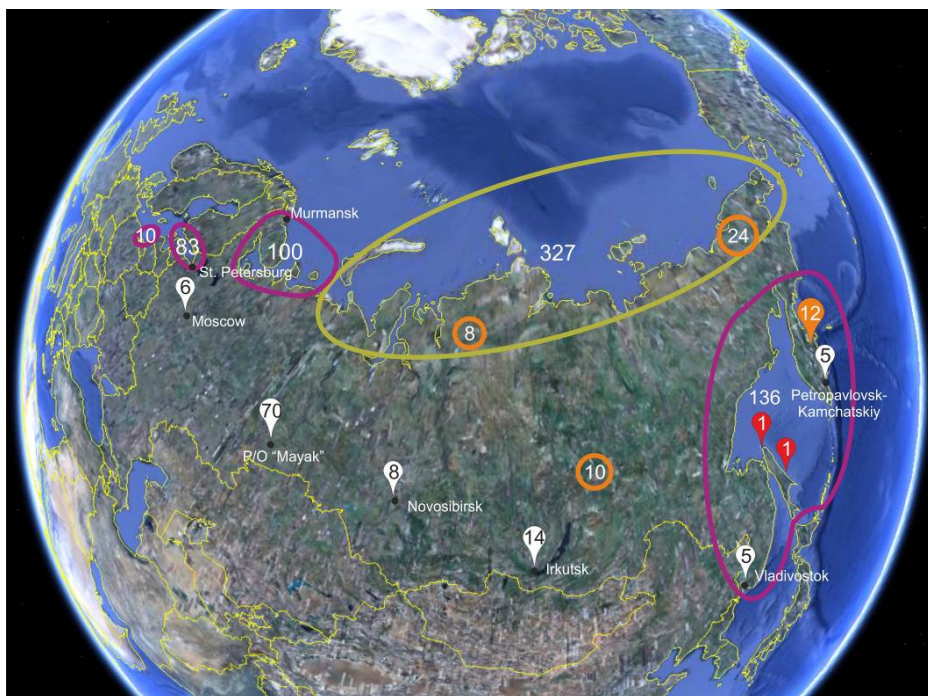 Murmansk
10
83
100
327
24
St. Petersburg
6
Moscow
8
12
5
Petropavlovsk-
Kamchatskiy
136
1
1
70
P/O “Mayak”
8
Novosibirsk
10
14
Irkutsk
5
Vladivostok